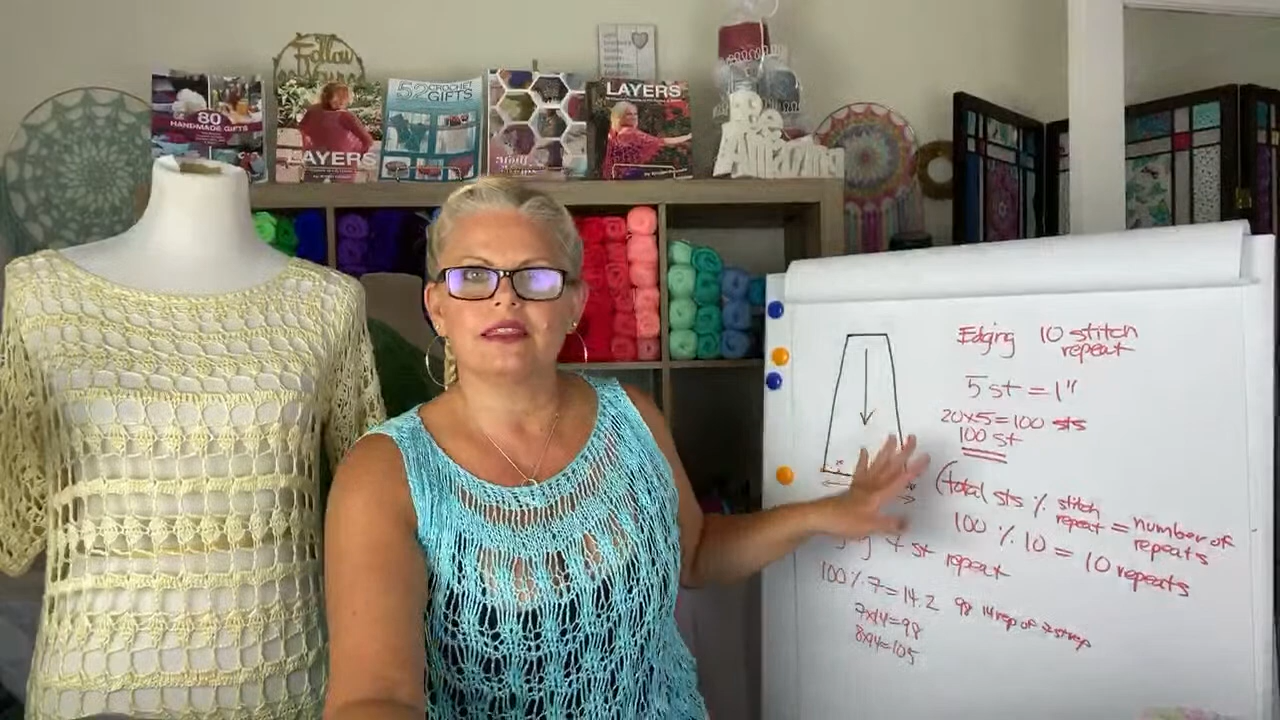 Follow
80
HANDMADE GIFTS
LAYERS
52 CROCHET
GIFTS
LAYERS
Be
Amazing
Edging 10 stitch
repeat
5 st = 1"
20x5=100 sts
100 st
(total sts % stitch
repeat = number of
repeats
100 % 10 = 10 repeats
7 st repeat
100 % 7 = 14.2
98 14 rep of 7 st rep
7x14=98
8x14=105